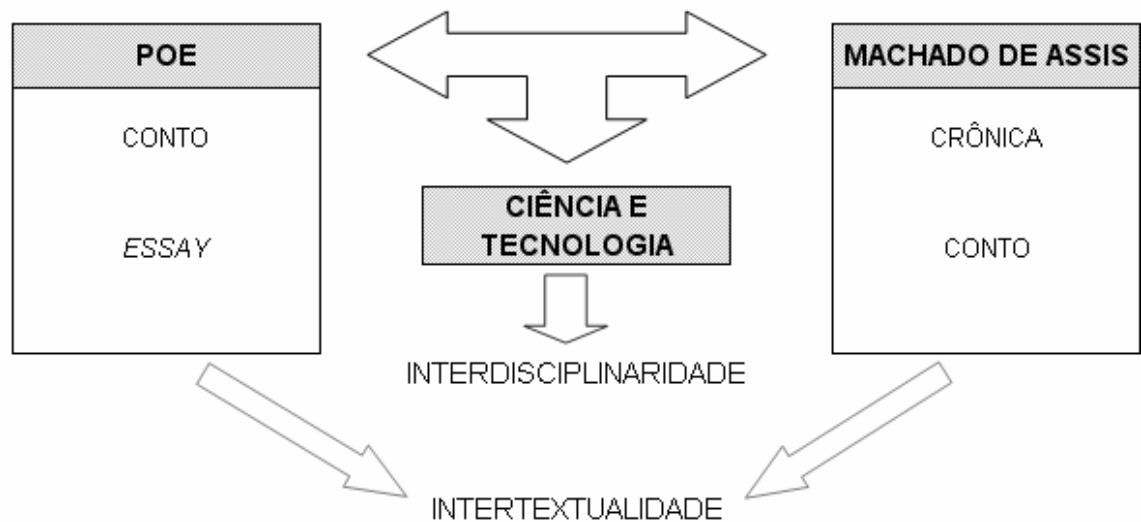 POE
CONTO
ESSAY
MACHADO DE ASSIS
CRÔNICA
CONTO
CIÊNCIA E
TECNOLOGIA
INTERDISCIPLINARIDADE
INTERTEXTUALIDADE